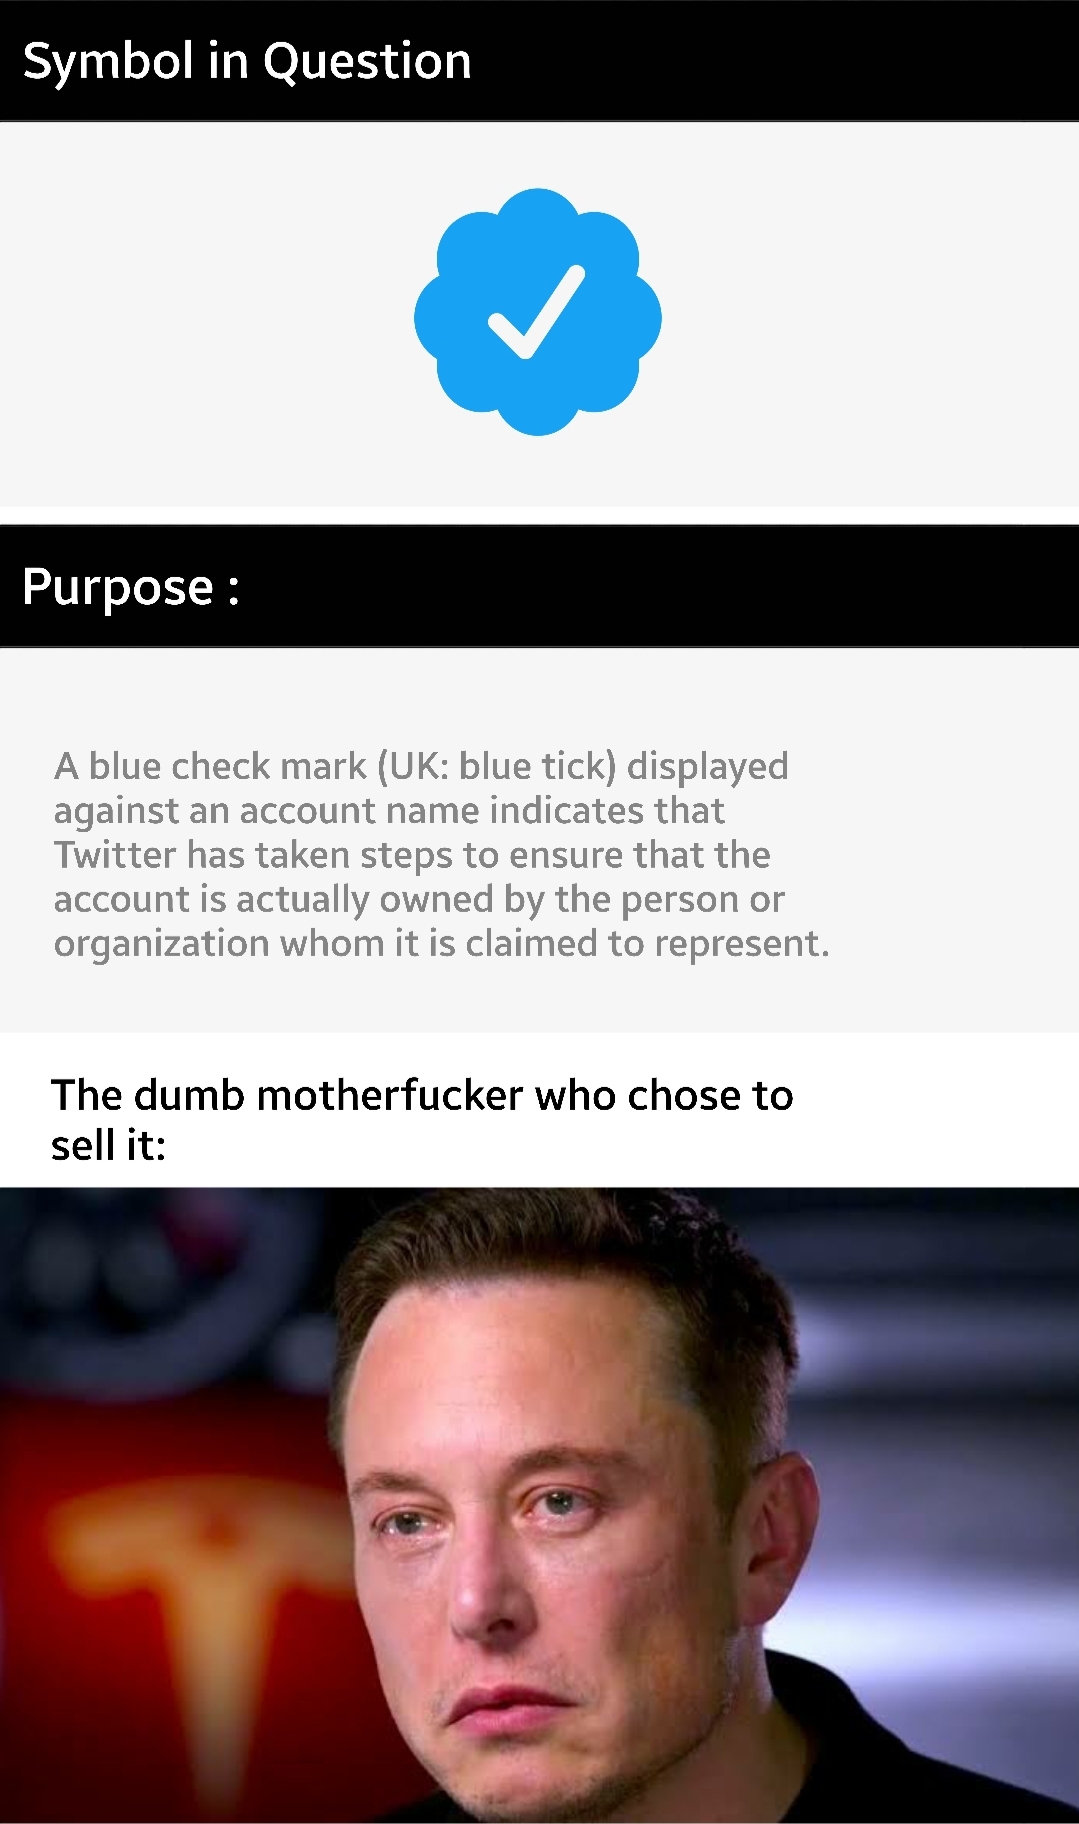 Symbol in Question
Purpose :
A blue check mark (UK: blue tick) displayed
against an account name indicates that
Twitter has taken steps to ensure that the
account is actually owned by the person or
organization whom it is claimed to represent.
The dumb motherfucker who chose to
sell it: